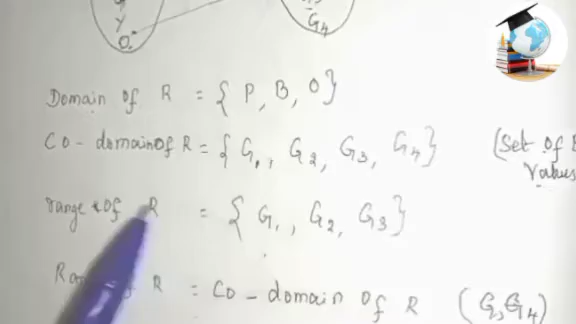 Y
O
G4
Domain Of R = { P, B, O }
CO - domain Of R = { G1, G2, G3, G4 } (Set Of
Values
range Of R = { G1, G2, G3 }
R = CO - domain Of R (G,G4)